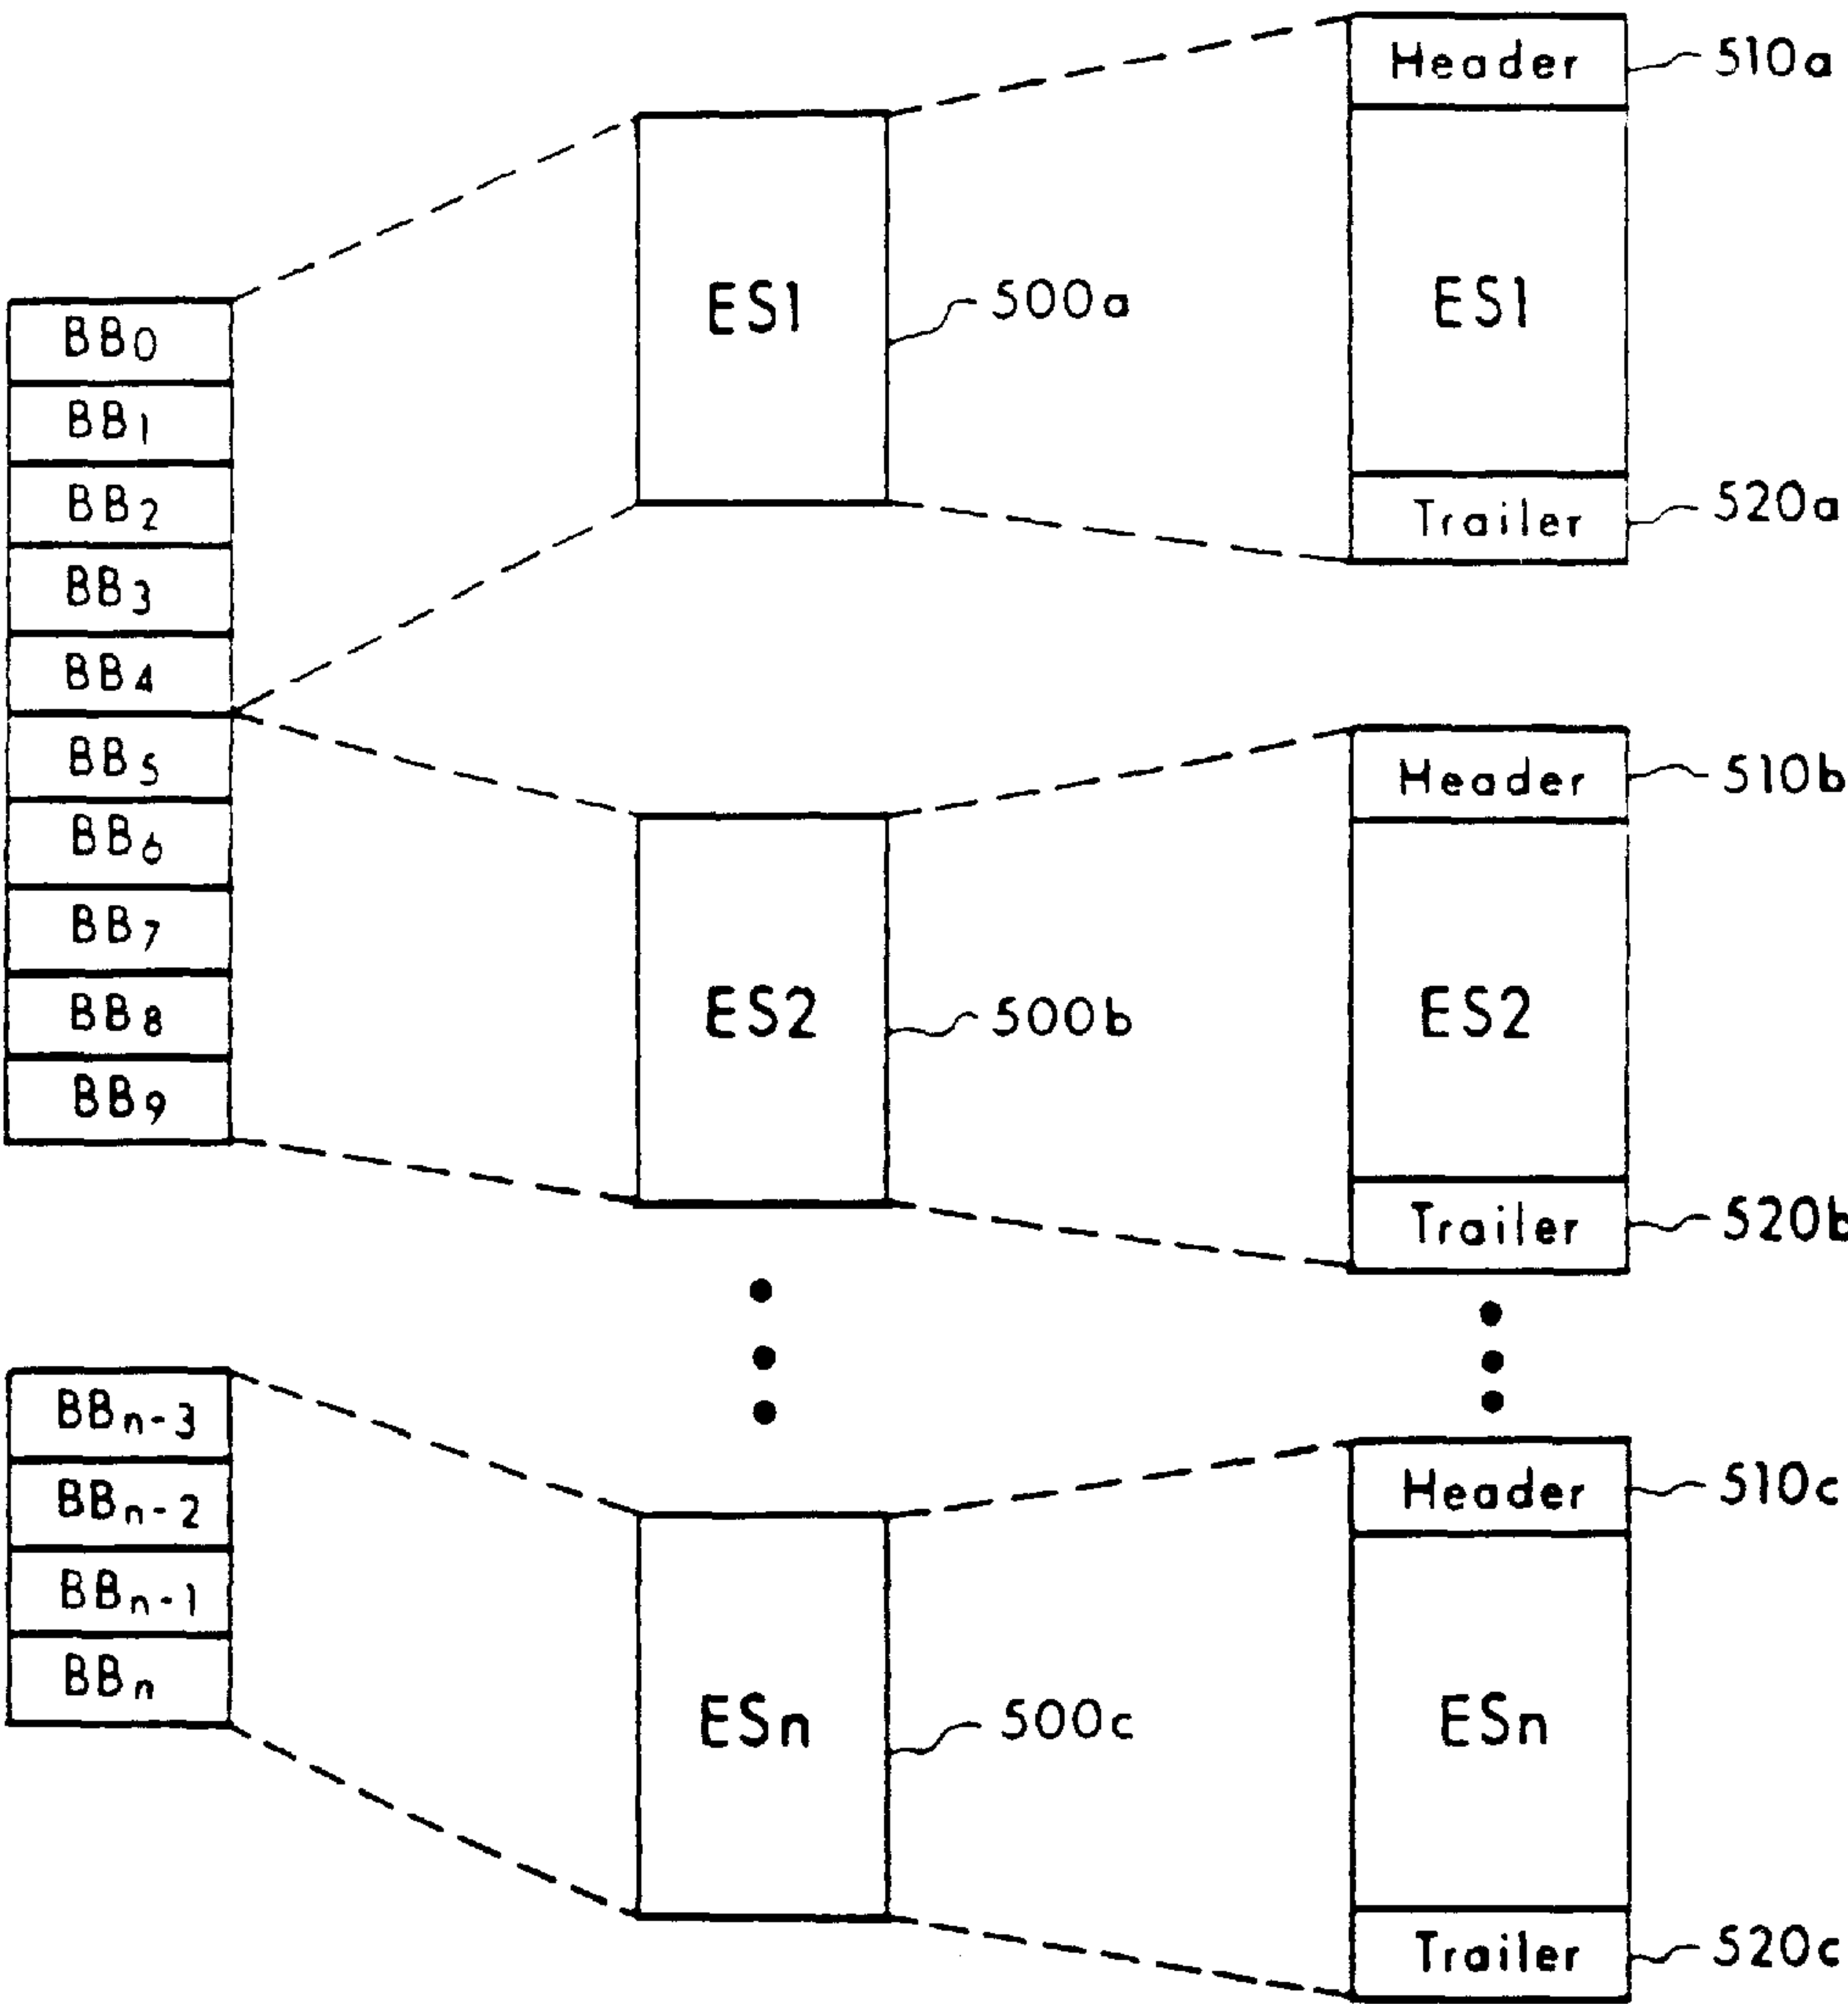 BB0
BB1
BB2
BB3
BB4
BB5
BB6
BB7
BB8
BB9
BBn-3
BBn-2
BBn-1
BBn
ES1
500a
ES2
500b
ESn
500c
Header
510a
ES1
Trailer
520a
Header
510b
ES2
Trailer
520b
Header
510c
ESn
Trailer
520c